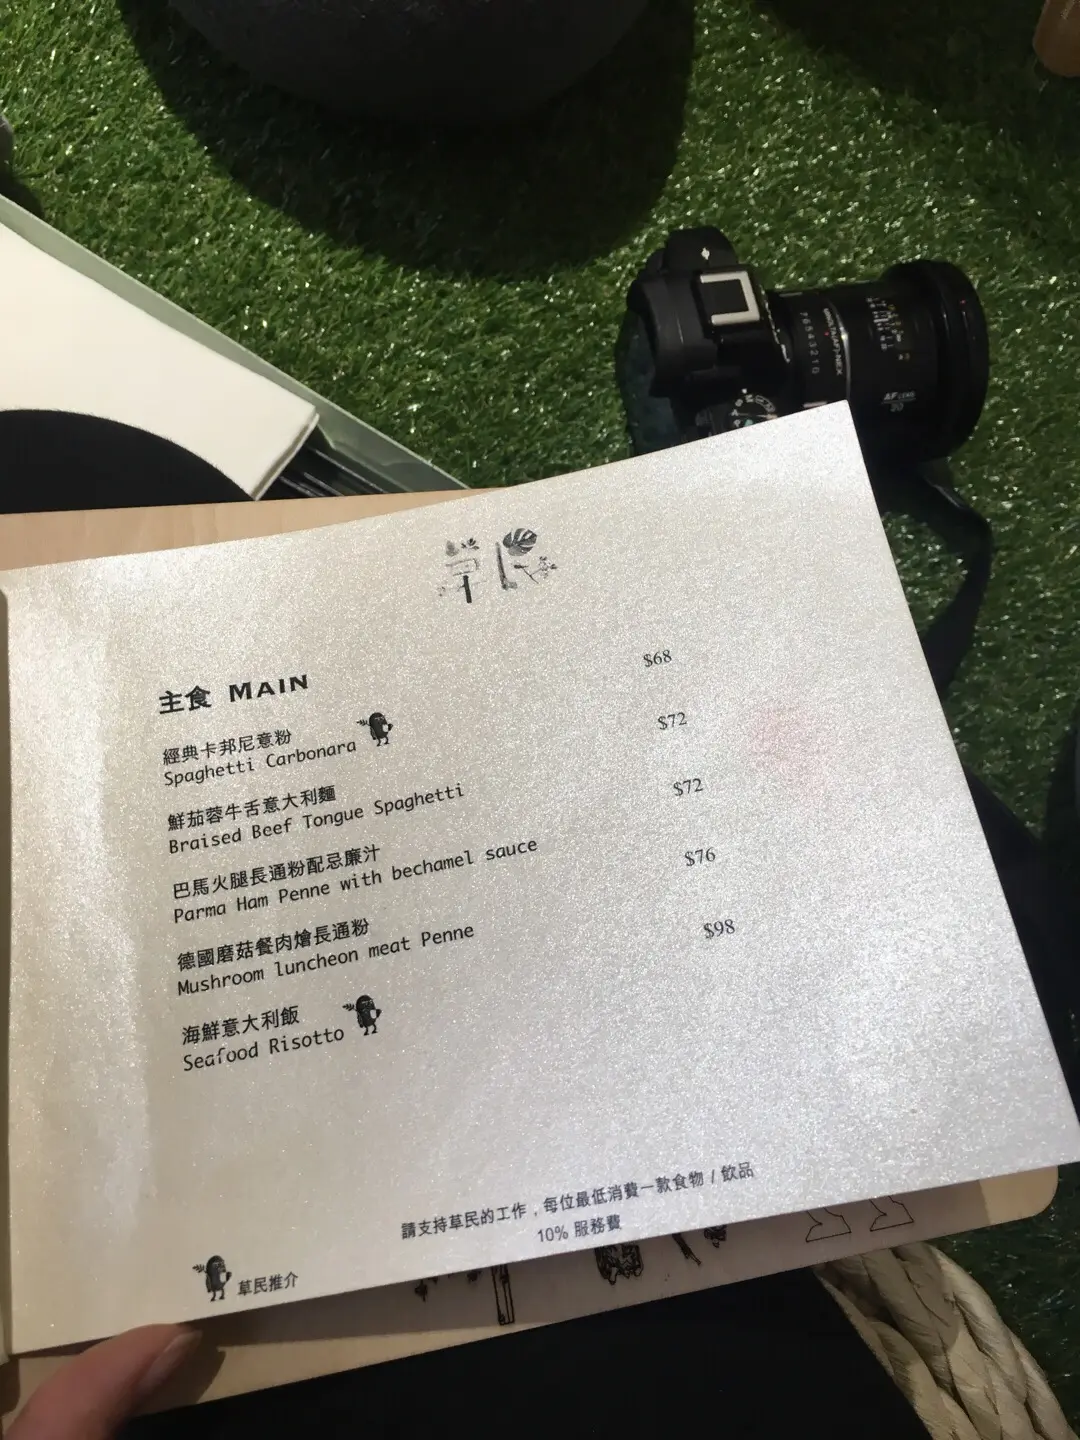 草民
主食 MAIN
$68
經典卡邦尼意粉
Spaghetti Carbonara
$72
鮮茄蓉牛舌意大利麵
Braised Beef Tongue Spaghetti
$72
巴馬火腿長通粉配忌廉汁
Parma Ham Penne with bechamel sauce
$76
德國磨菇餐肉燴長通粉
Mushroom luncheon meat Penne
$98
海鮮意大利飯
Seafood Risotto
請支持草民的工作，每位最低消費一款食物 / 飲品
10% 服務費
草民推介
AF LENS
20
76543210